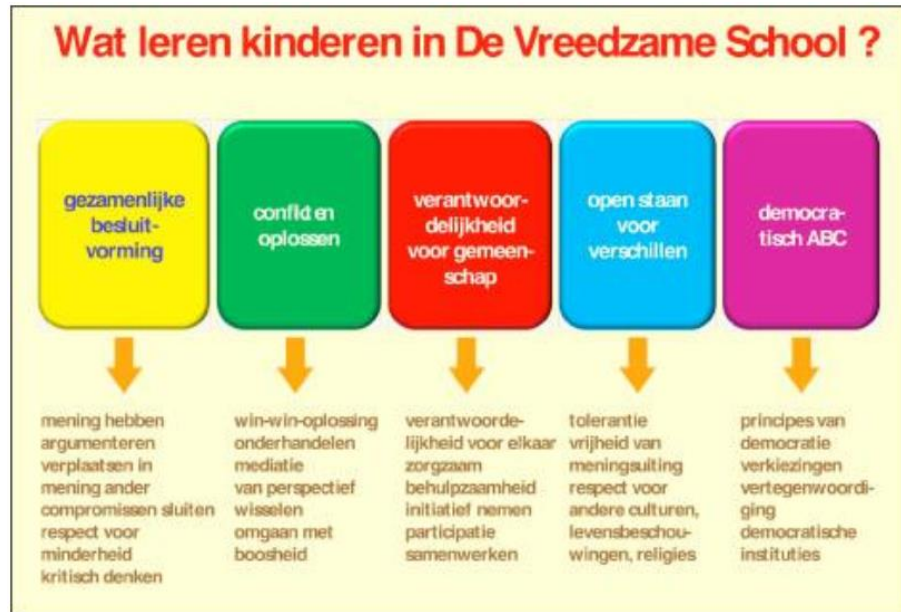 Wat leren kinderen in De Vreedzame School ?
gezamenlijke
besluit-
vorming
conflicten
oplossen
verantwoor-
delijkheid
voor gemeen-
schap
open staan
voor
verschillen
democra-
tisch ABC
mening hebben
argumenteren
verplaatsen in
mening ander
compromissen sluiten
respect voor
minderheid
kritisch denken
win-win-oplossing
onderhandelen
mediatie
van perspectief
wisselen
omgaan met
boosheid
verantwoorde-
lijkheid voor elkaar
zorgzaam
behulpzaamheid
initiatief nemen
participatie
samenwerken
tolerantie
vrijheid van
meningsuiting
respect voor
andere culturen,
levensbeschou-
wingen, religies
principes van
democratie
verkiezingen
vertegenwoordi-
ging
democratische
instituties